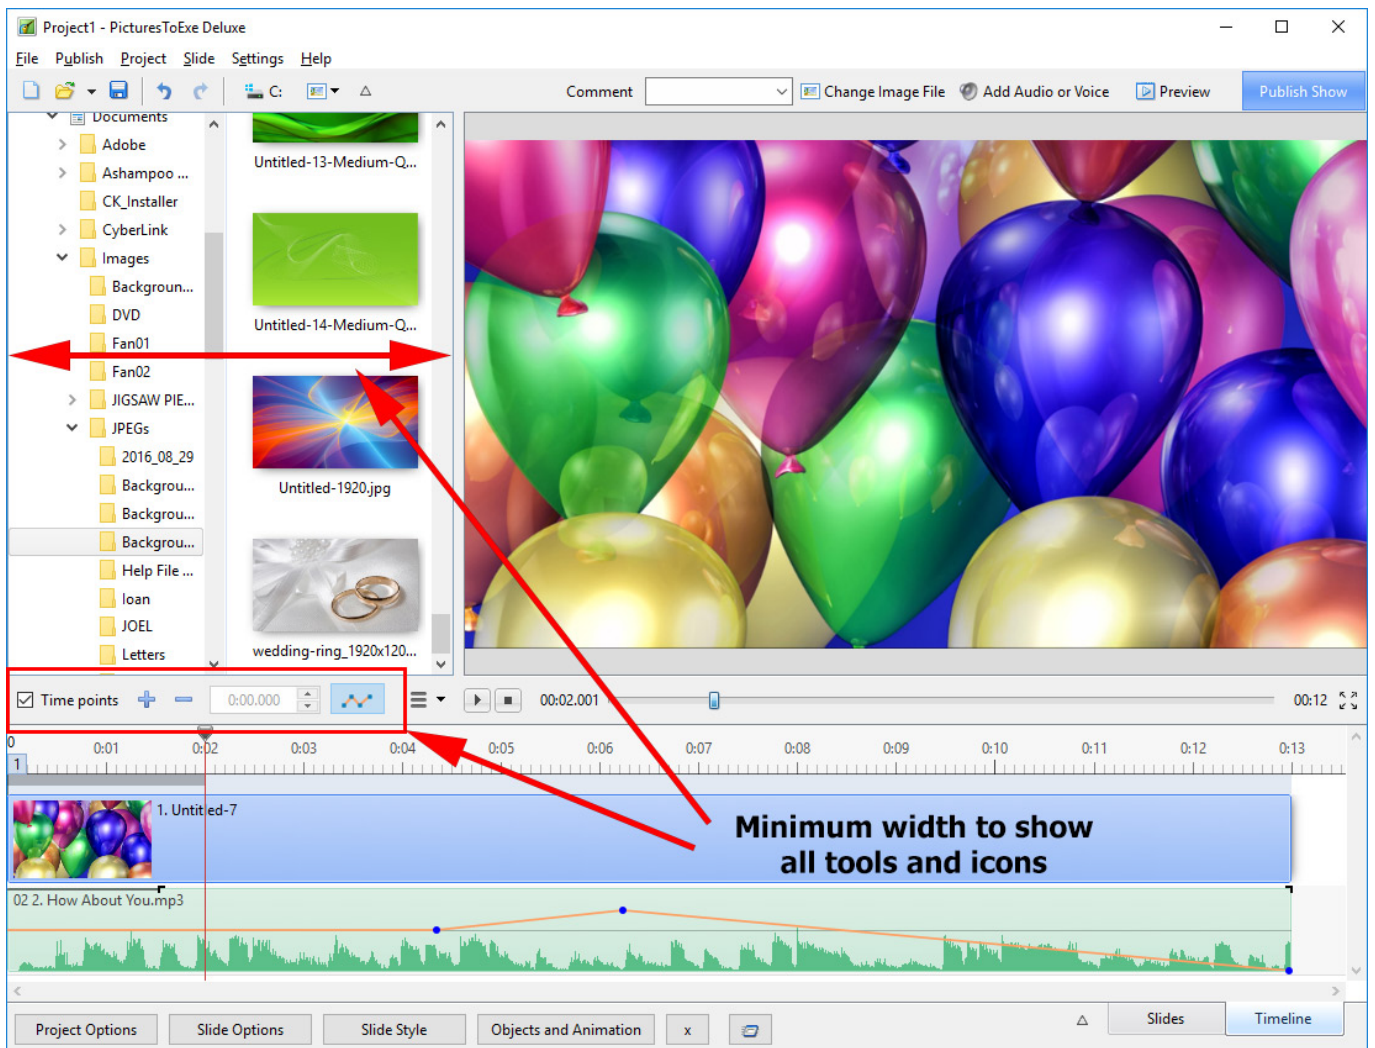 Project1 - PicturesToExe Deluxe
File Publish Project Slide Settings Help
C: Comment Change Image File Add Audio or Voice Preview Publish Show
Documents
Adobe
Ashampoo ...
CK_Installer
CyberLink
Images
Backgroun...
DVD
Fan01
Fan02
JIGSAW PIE...
JPEGs
2016_08_29
Backgrou...
Backgrou...
Backgrou...
Help File ...
Ioan
JOEL
Letters
Untitled-13-Medium-Q...
Untitled-14-Medium-Q...
Untitled-1920.jpg
wedding-ring_1920x120...
Time points 0:00.000 00:02.001 00:12
0 0:01 0:02 0:03 0:04 0:05 0:06 0:07 0:08 0:09 0:10 0:11 0:12 0:13
1
1. Untitled-7
Minimum width to show
all tools and icons
02 2. How About You.mp3
Project Options Slide Options Slide Style Objects and Animation x Slides Timeline